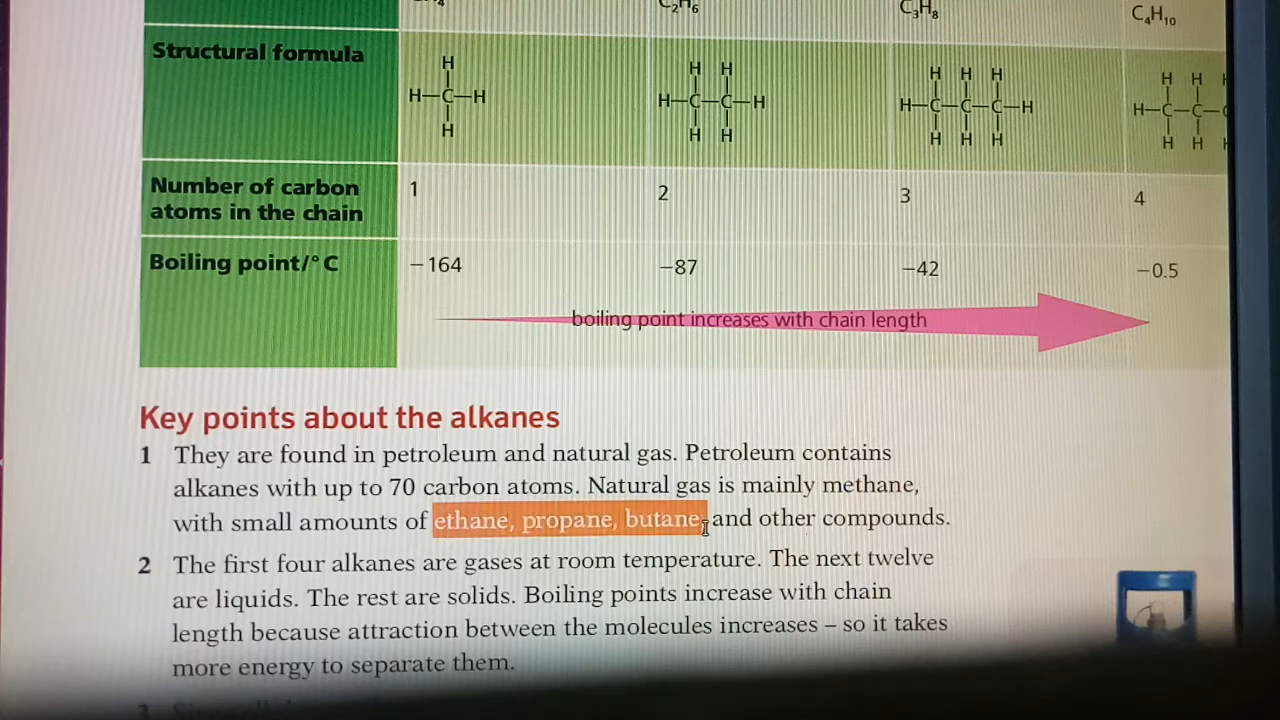 C₂H₆ C₃H₈ C₄H₁₀
Structural formula
H H H H H H H H H
H—C—H H—C—C—H H—C—C—C—H H—C—C—
H H H H H H H H
Number of carbon 1 2 3 4
atoms in the chain
Boiling point/°C −164 −87 −42 −0.5
boiling point increases with chain length
Key points about the alkanes
1 They are found in petroleum and natural gas. Petroleum contains
alkanes with up to 70 carbon atoms. Natural gas is mainly methane,
with small amounts of ethane, propane, butane, and other compounds.
2 The first four alkanes are gases at room temperature. The next twelve
are liquids. The rest are solids. Boiling points increase with chain
length because attraction between the molecules increases – so it takes
more energy to separate them.
3